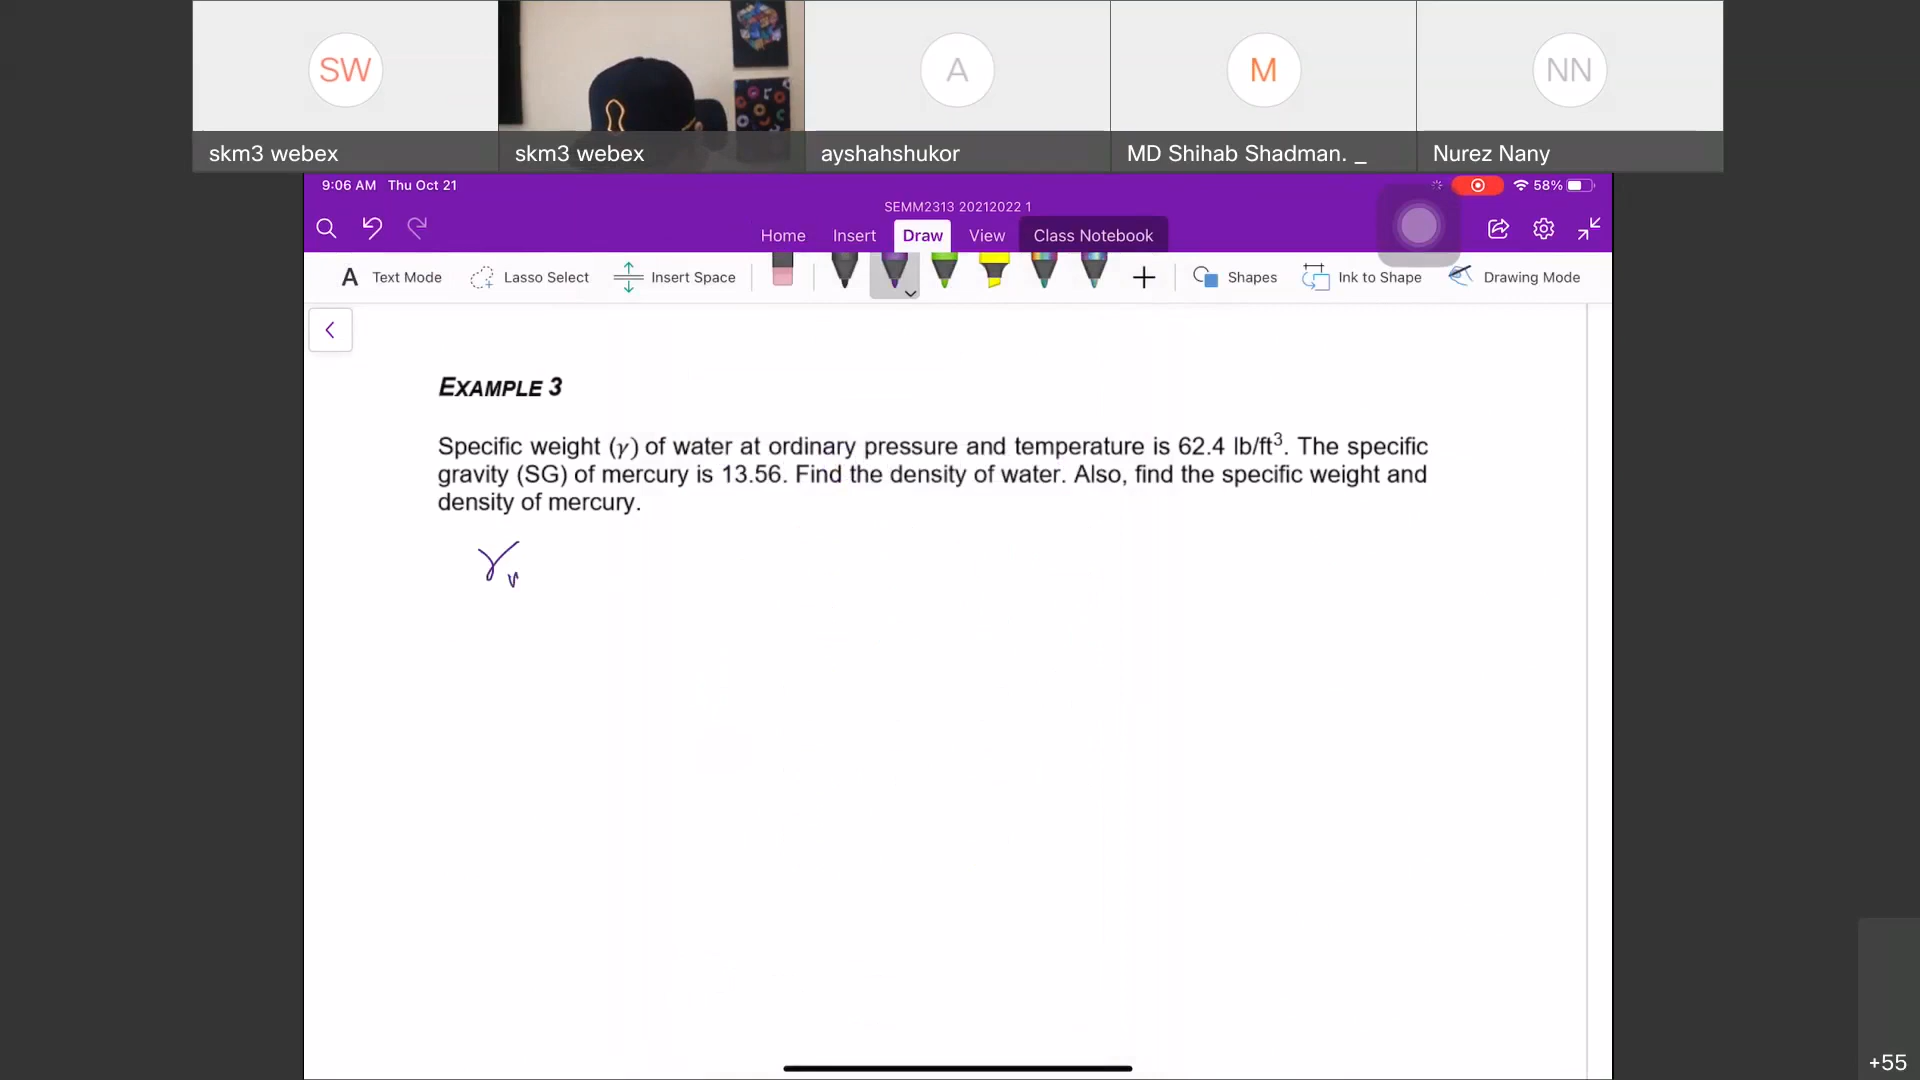 SW
A
M
NN
skm3 webex
skm3 webex
ayshahshukor
MD Shihab Shadman. _
Nurez Nany
9:06 AM Thu Oct 21
58%
SEMM2313 20212022 1
Home Insert Draw View Class Notebook
A Text Mode Lasso Select Insert Space Shapes Ink to Shape Drawing Mode
EXAMPLE 3
Specific weight (γ) of water at ordinary pressure and temperature is 62.4 lb/ft³. The specific
gravity (SG) of mercury is 13.56. Find the density of water. Also, find the specific weight and
density of mercury.
γ
+55